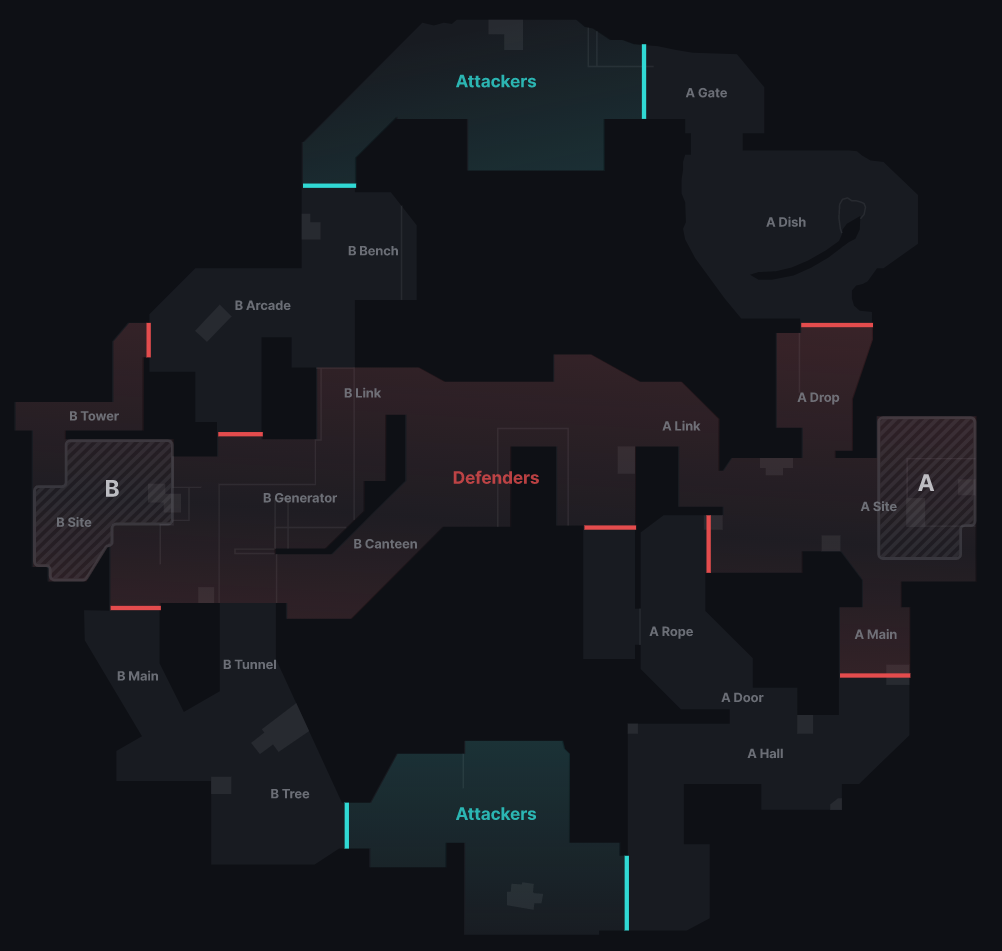 Attackers
A Gate
A Dish
B Bench
B Arcade
B Link
A Drop
B Tower
A Link
Defenders
B
A
B Generator
A Site
B Site
B Canteen
A Rope
A Main
B Tunnel
B Main
A Door
A Hall
B Tree
Attackers